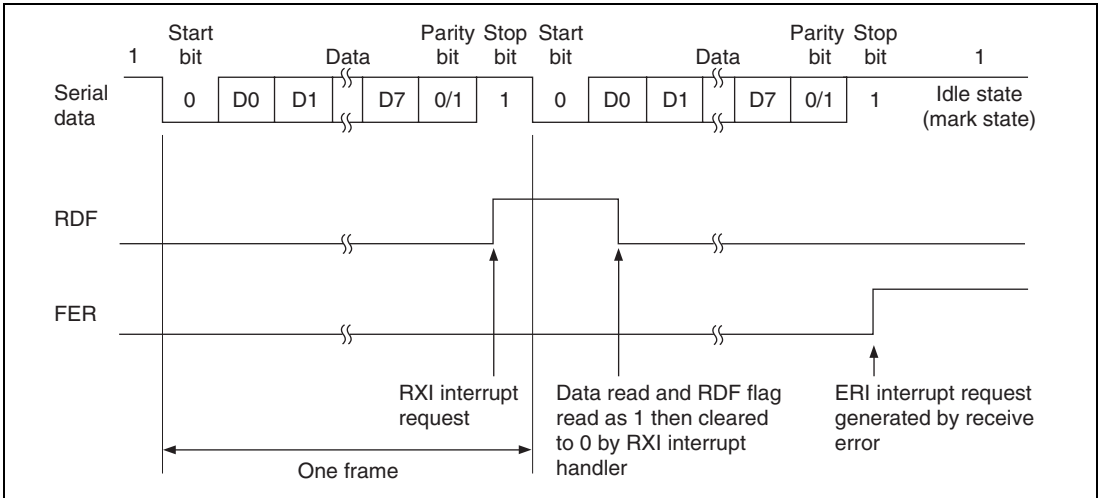 Start bit Data Parity bit Stop bit Start bit Data Parity bit Stop bit
1 1
Serial data 0 D0 D1 D7 0/1 1 0 D0 D1 D7 0/1 1 Idle state (mark state)
RDF
FER
RXI interrupt
request
Data read and RDF flag
read as 1 then cleared
to 0 by RXI interrupt
handler
ERI interrupt request
generated by receive
error
One frame